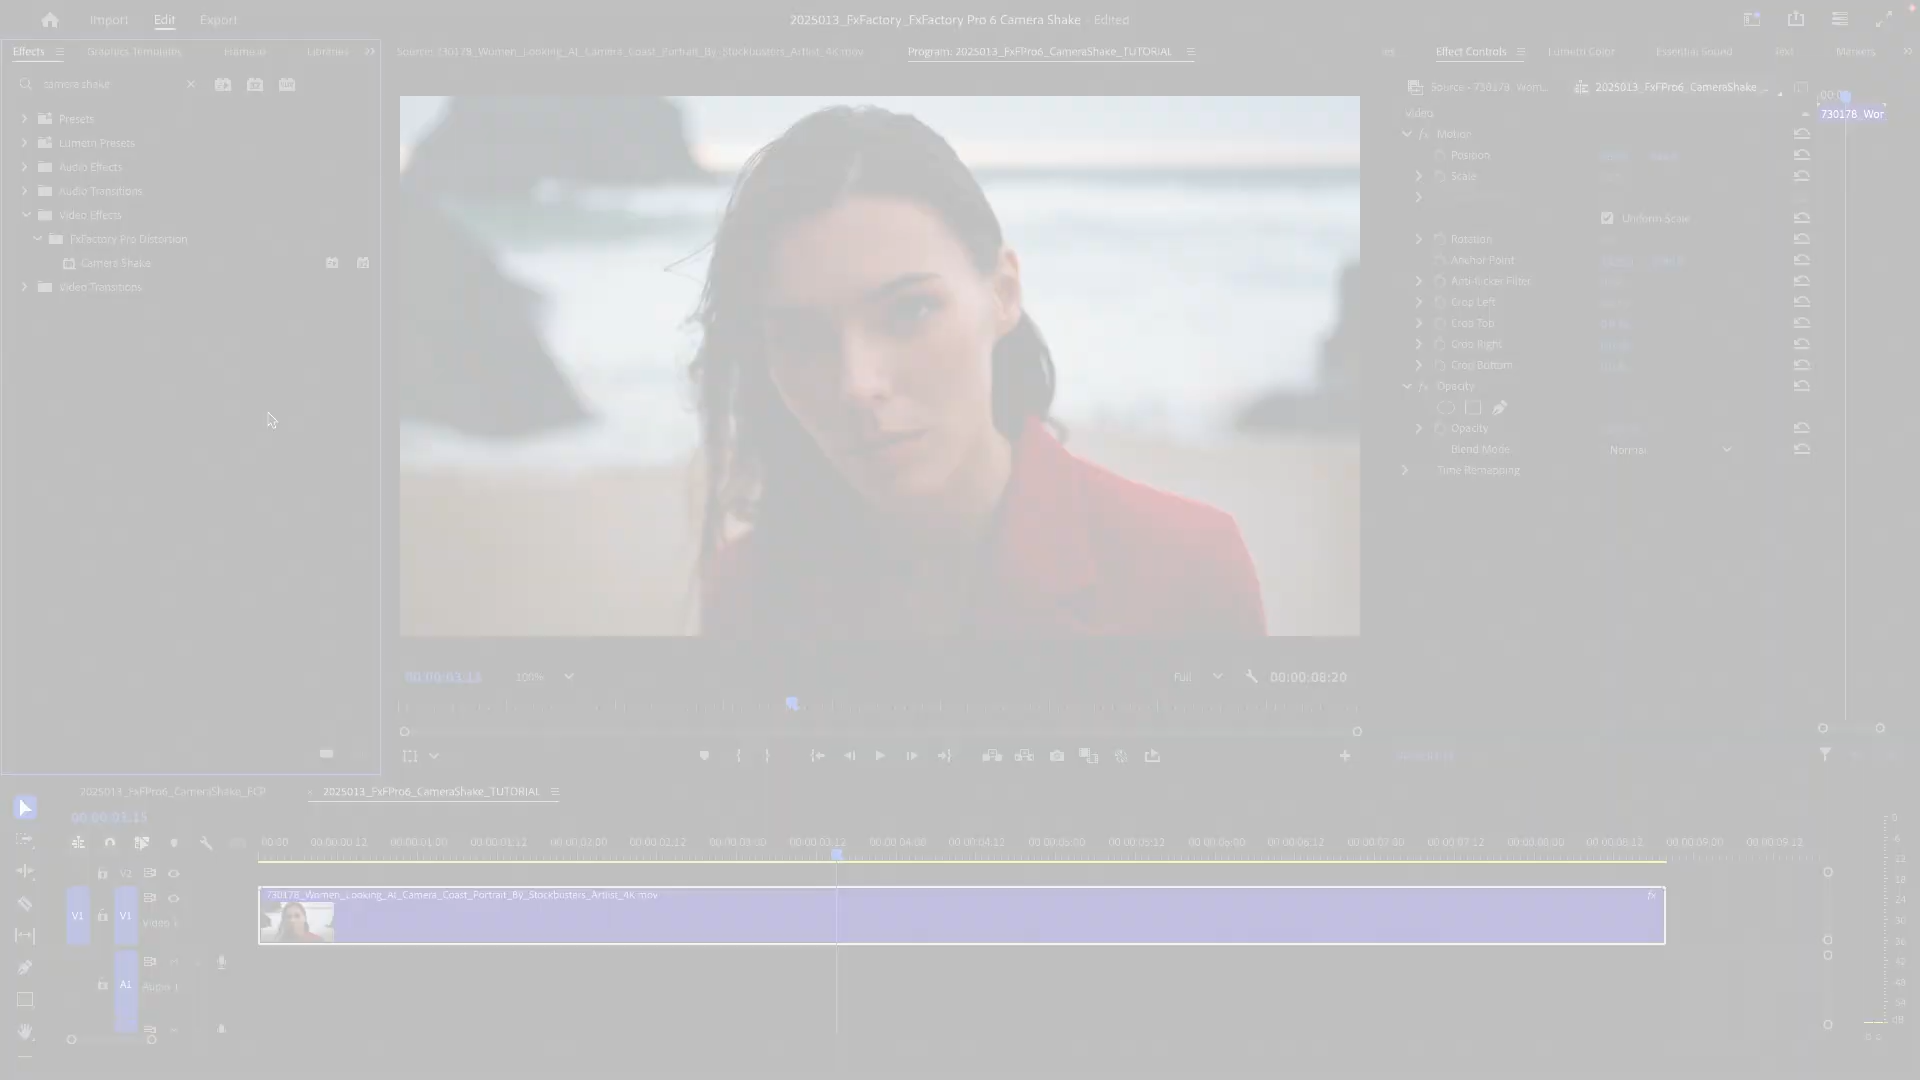 Import Edit Export
2025013_FxFactory_FxFactory Pro 6 Camera Shake - Edited
Effects Graphics Templates Frame.io Libraries
Source: 730178_Women_Looking_At_Camera_Coast_Portrait_By_Stockbusters_Artlist_4K.mov
Program: 2025013_FxFPro6_CameraShake_TUTORIAL
Effect Controls Lumetri Color Essential Sound Text Markers
camera shake
Source · 730178_Wom...
2025013_FxFPro6_CameraShake_...
730178_Wor
Video
Presets
Lumetri Presets
Audio Effects
Audio Transitions
Video Effects
FxFactory Pro Distortion
Camera Shake
Video Transitions
fx Motion
Position
Scale
Uniform Scale
Rotation
Anchor Point
Anti-flicker Filter
Crop Left
Crop Top
Crop Right
Crop Bottom
fx Opacity
Opacity
Blend Mode Normal
Time Remapping
00:00:03:15 100% Full 00:00:08:20
2025013_FxFPro6_CameraShake_FCP
2025013_FxFPro6_CameraShake_TUTORIAL
00:00:03:15
:00:00 00:00:00:12 00:00:01:00 00:00:01:12 00:00:02:00 00:00:02:12 00:00:03:00 00:00:03:12 00:00:04:00 00:00:04:12 00:00:05:00 00:00:05:12 00:00:06:00 00:00:06:12 00:00:07:00 00:00:07:12 00:00:08:00 00:00:08:12 00:00:09:00 00:00:09:12
V2
730178_Women_Looking_At_Camera_Coast_Portrait_By_Stockbusters_Artlist_4K.mov fx
V1 V1 Video 1
A1 Audio 1
dB